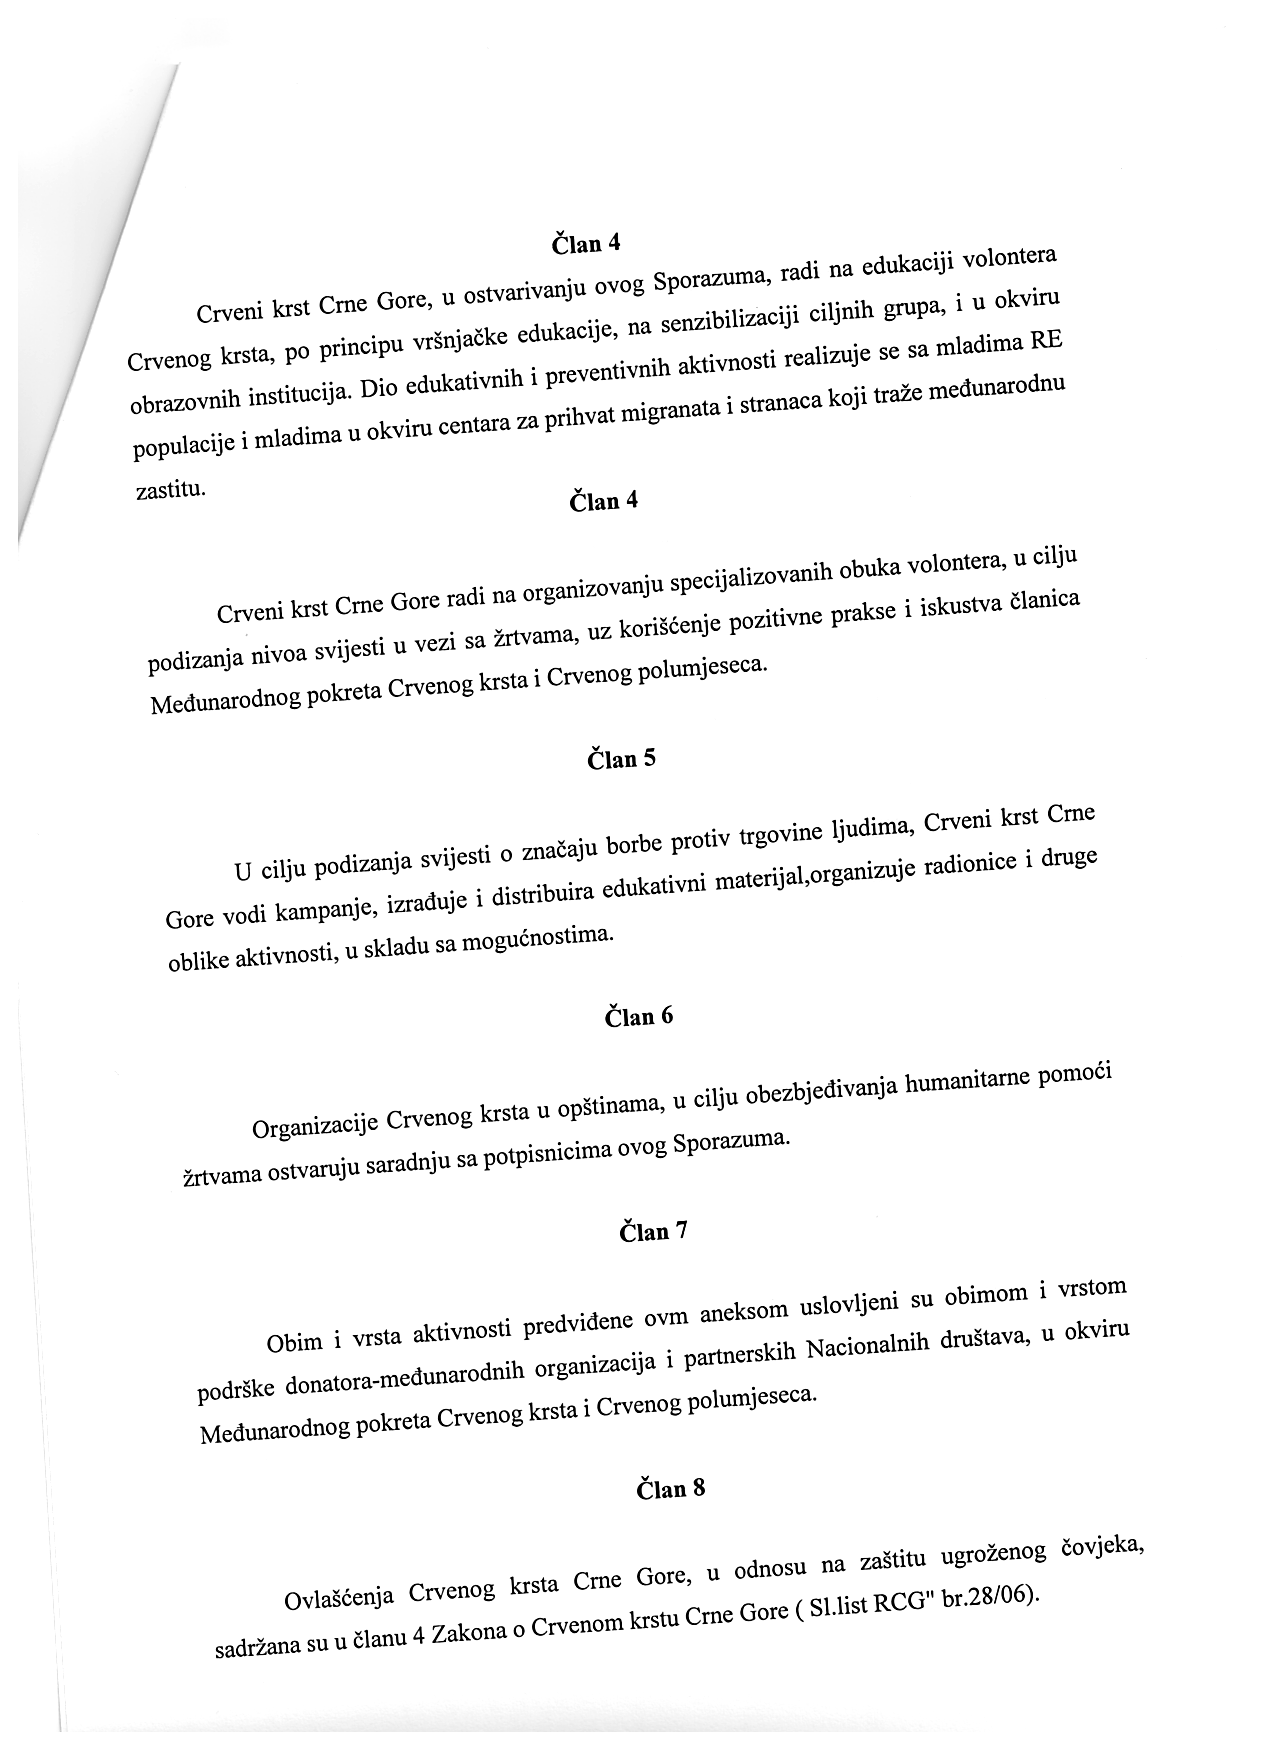 Član 4
Crveni krst Crne Gore, u ostvarivanju ovog Sporazuma, radi na edukaciji volontera
Crvenog krsta, po principu vršnjačke edukacije, na senzibilizaciji ciljnih grupa, i u okviru
obrazovnih institucija. Dio edukativnih i preventivnih aktivnosti realizuje se sa mladima RE
populacije i mladima u okviru centara za prihvat migranata i stranaca koji traže međunarodnu
zastitu.
Član 4
Crveni krst Crne Gore radi na organizovanju specijalizovanih obuka volontera, u cilju
podizanja nivoa svijesti u vezi sa žrtvama, uz korišćenje pozitivne prakse i iskustva članica
Međunarodnog pokreta Crvenog krsta i Crvenog polumjeseca.
Član 5
U cilju podizanja svijesti o značaju borbe protiv trgovine ljudima, Crveni krst Crne
Gore vodi kampanje, izrađuje i distribuira edukativni materijal,organizuje radionice i druge
oblike aktivnosti, u skladu sa mogućnostima.
Član 6
Organizacije Crvenog krsta u opštinama, u cilju obezbjeđivanja humanitarne pomoći
žrtvama ostvaruju saradnju sa potpisnicima ovog Sporazuma.
Član 7
Obim i vrsta aktivnosti predviđene ovm aneksom uslovljeni su obimom i vrstom
podrške donatora-međunarodnih organizacija i partnerskih Nacionalnih društava, u okviru
Međunarodnog pokreta Crvenog krsta i Crvenog polumjeseca.
Član 8
Ovlašćenja Crvenog krsta Crne Gore, u odnosu na zaštitu ugroženog čovjeka,
sadržana su u članu 4 Zakona o Crvenom krstu Crne Gore ( Sl.list RCG" br.28/06).